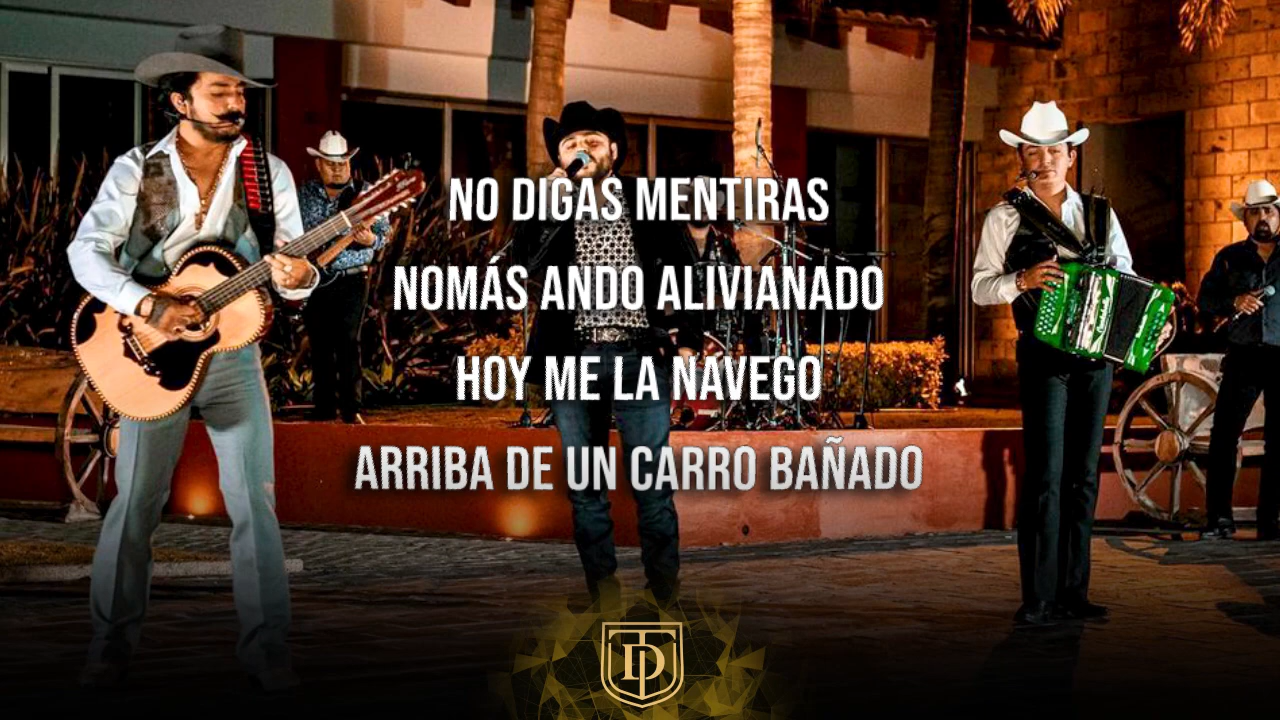 NO DIGAS MENTIRAS
NOMÁS ANDO ALIVIANADO
HOY ME LA NAVEGO
ARRIBA DE UN CARRO BAÑADO